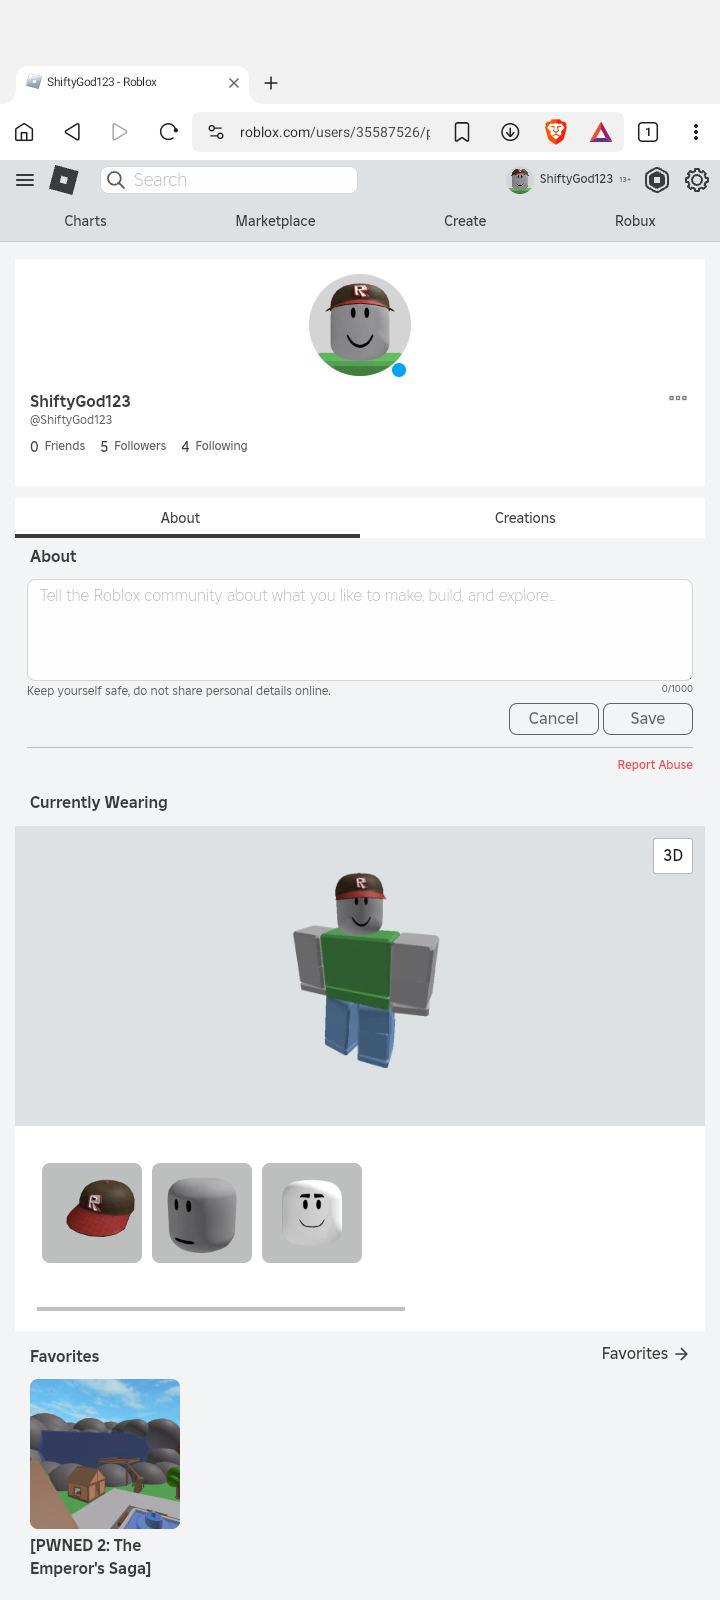 ShiftyGod123 - Roblox
roblox.com/users/35587526/p
1
Search
ShiftyGod123 13+
Charts Marketplace Create Robux
ShiftyGod123
@ShiftyGod123
0 Friends 5 Followers 4 Following
About Creations
About
Tell the Roblox community about what you like to make, build, and explore...
Keep yourself safe, do not share personal details online. 0/1000
Cancel Save
Report Abuse
Currently Wearing
3D
Favorites Favorites →
[PWNED 2: The
Emperor's Saga]